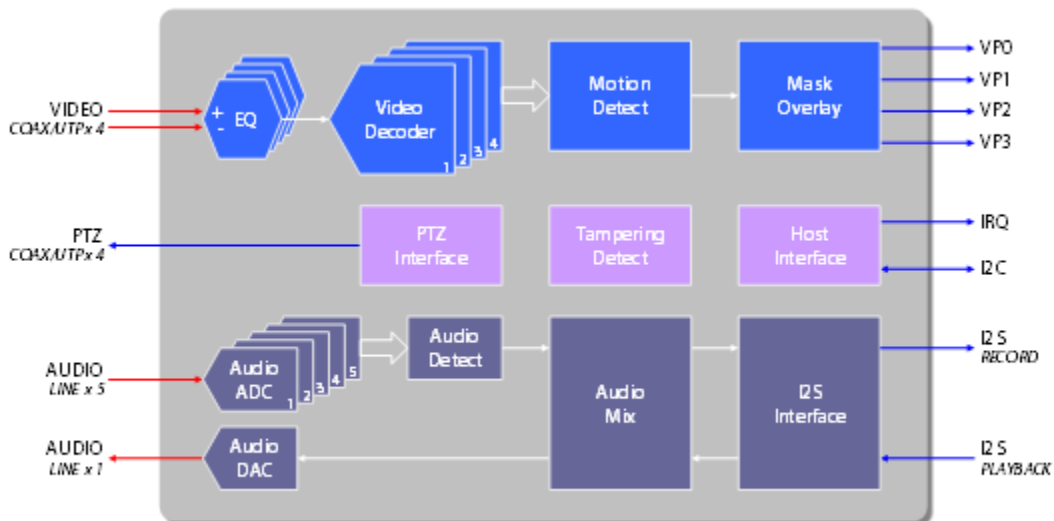 VIDEO
COAX/UTP x 4
+
-
EQ
Video
Decoder
1
2
3
4
Motion
Detect
Mask
Overlay
VP0
VP1
VP2
VP3
PTZ
COAX/UTP x 4
PTZ
Interface
Tampering
Detect
Host
Interface
IRQ
I2C
AUDIO
LINE x 5
Audio
ADC
1
2
3
4
5
Audio
Detect
Audio
Mix
I2S
Interface
I2S
RECORD
AUDIO
LINE x 1
Audio
DAC
I2S
PLAYBACK